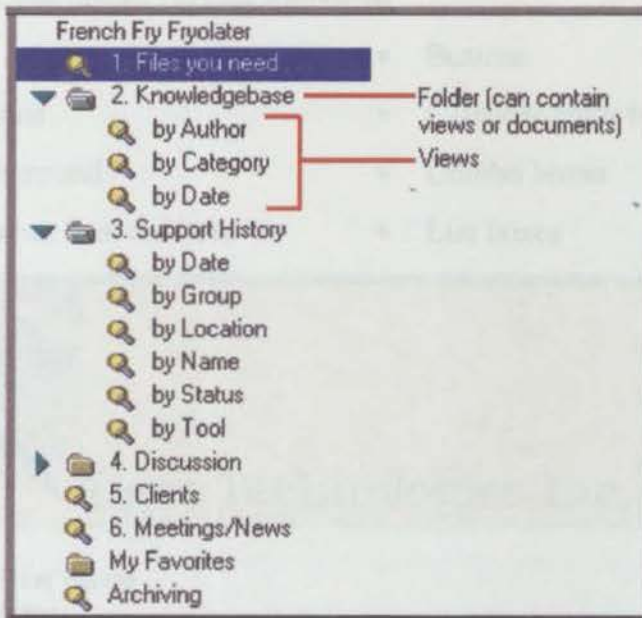 French Fry Fryolater
1. Files you need . . .
2. Knowledgebase
Folder (can contain
views or documents)
by Author
Views
by Category
by Date
3. Support History
by Date
by Group
by Location
by Name
by Status
by Tool
4. Discussion
5. Clients
6. Meetings/News
My Favorites
Archiving